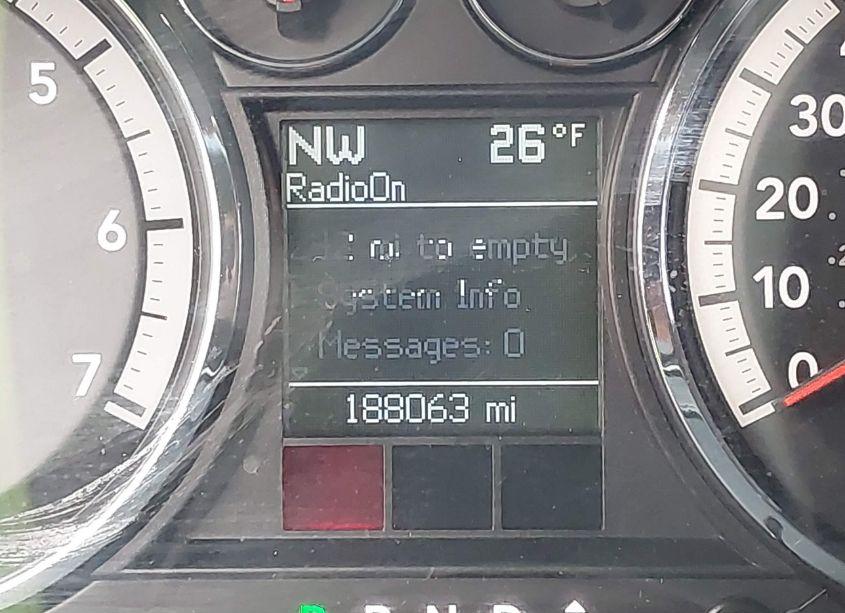 5
6
7
NW 26°F
RadioOn
mi to empty
System Info
Messages: 0
188063 mi
30
20
10
0
P R N D